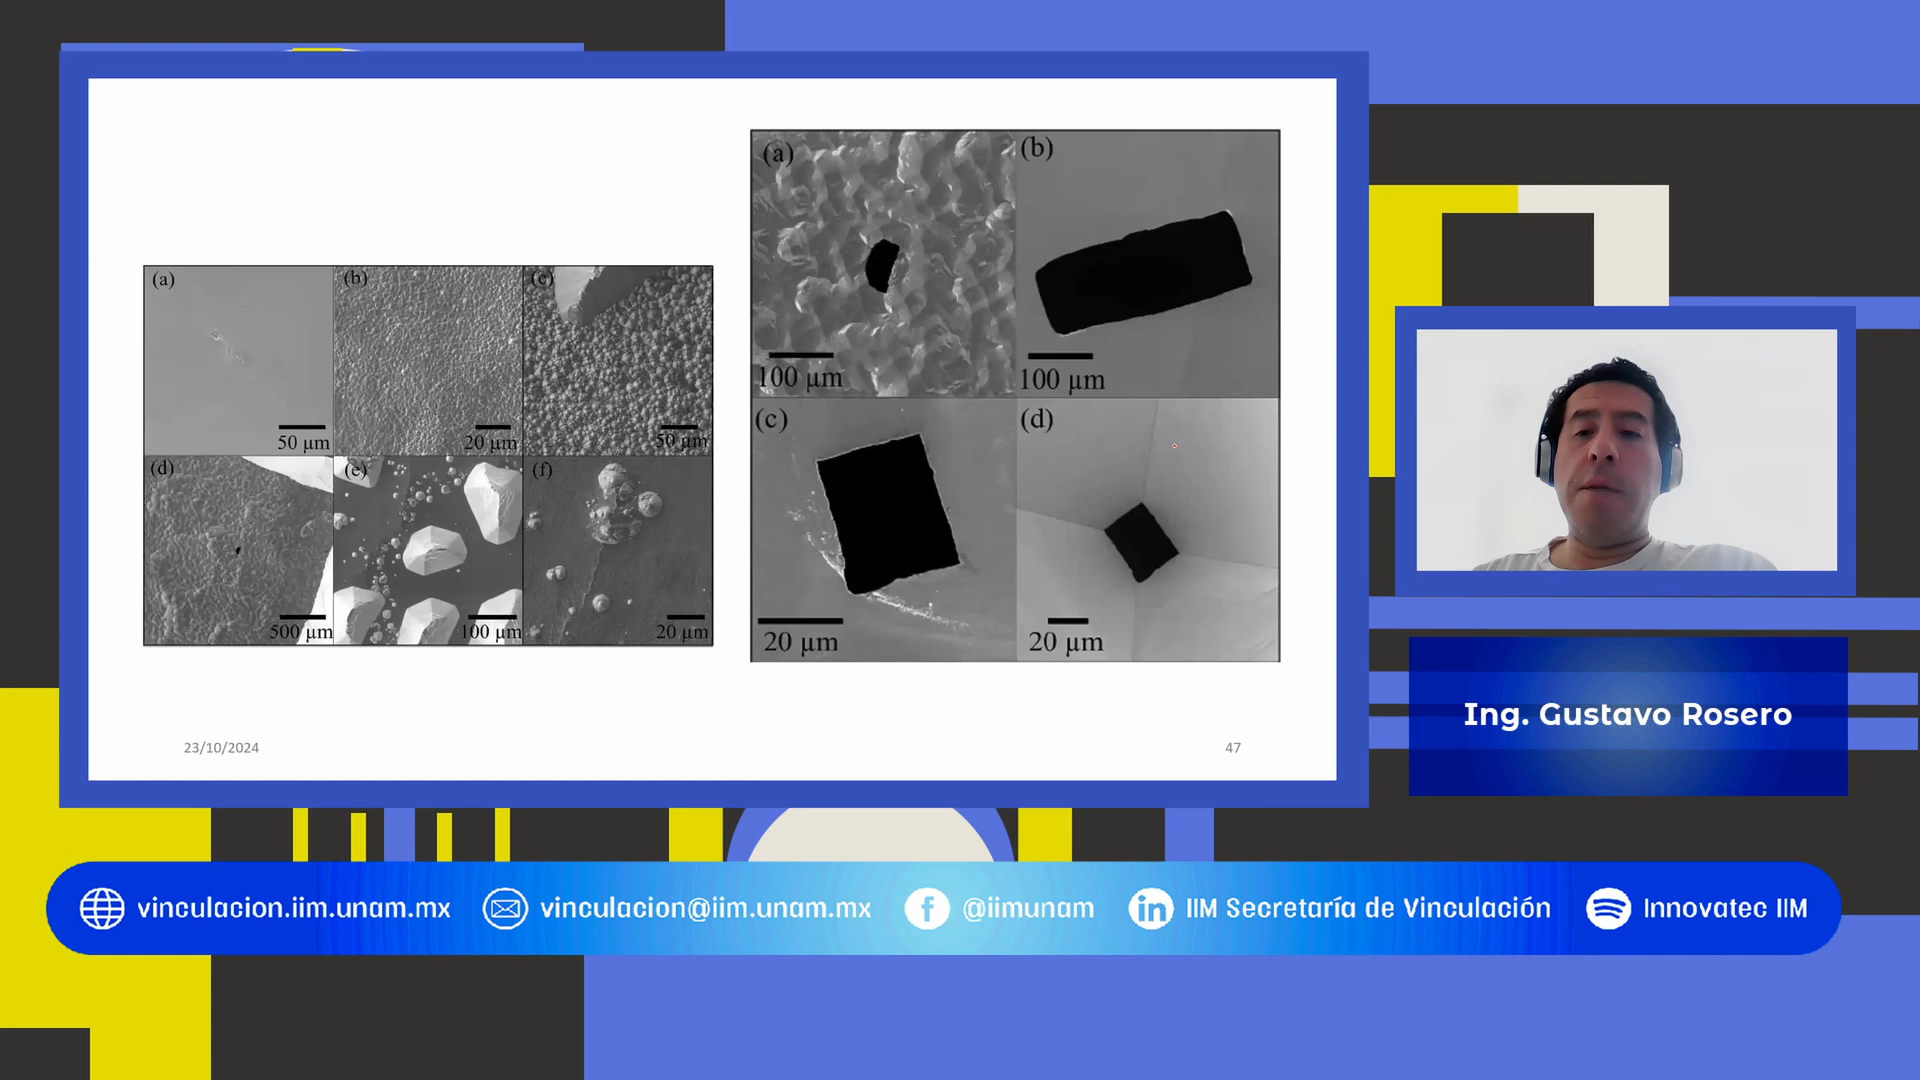 (a)
(b)
(c)
50 µm
20 µm
50 µm
(d)
(e)
(f)
500 µm
100 µm
20 µm
(a)
(b)
100 µm
100 µm
(c)
(d)
20 µm
20 µm
23/10/2024
47
Ing. Gustavo Rosero
vinculacion.iim.unam.mx
vinculacion@iim.unam.mx
@iimunam
in
IIM Secretaría de Vinculación
Innovatec IIM